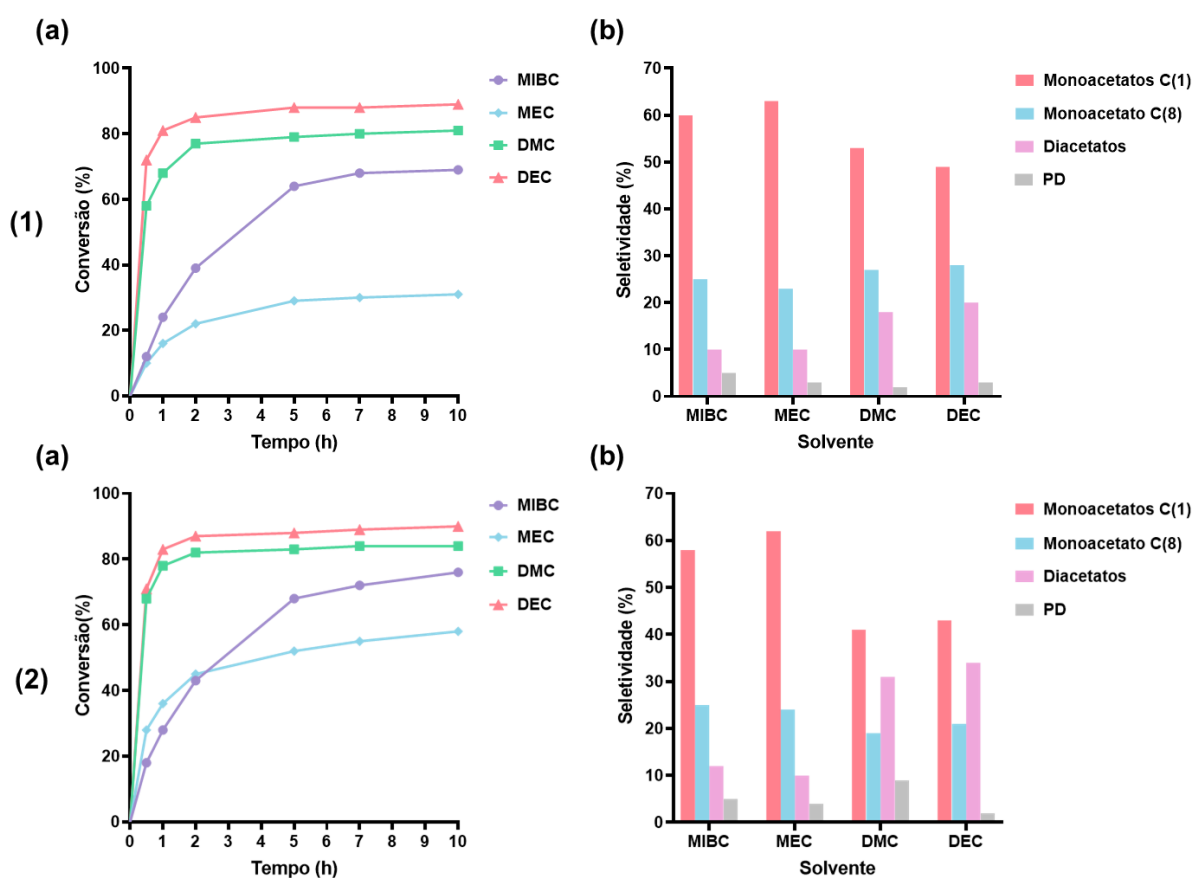 (1)
(a)
Conversão (%)
100
80
60
40
20
0
0 1 2 3 4 5 6 7 8 9 10
Tempo (h)
MIBC
MEC
DMC
DEC
(b)
Seletividade (%)
70
60
50
40
30
20
10
0
MIBC MEC DMC DEC
Solvente
Monoacetatos C(1)
Monoacetato C(8)
Diacetatos
PD
(2)
(a)
Conversão(%)
100
80
60
40
20
0
0 1 2 3 4 5 6 7 8 9 10
Tempo (h)
MIBC
MEC
DMC
DEC
(b)
Seletividade (%)
70
60
50
40
30
20
10
0
MIBC MEC DMC DEC
Solvente
Monoacetatos C(1)
Monoacetato C(8)
Diacetatos
PD